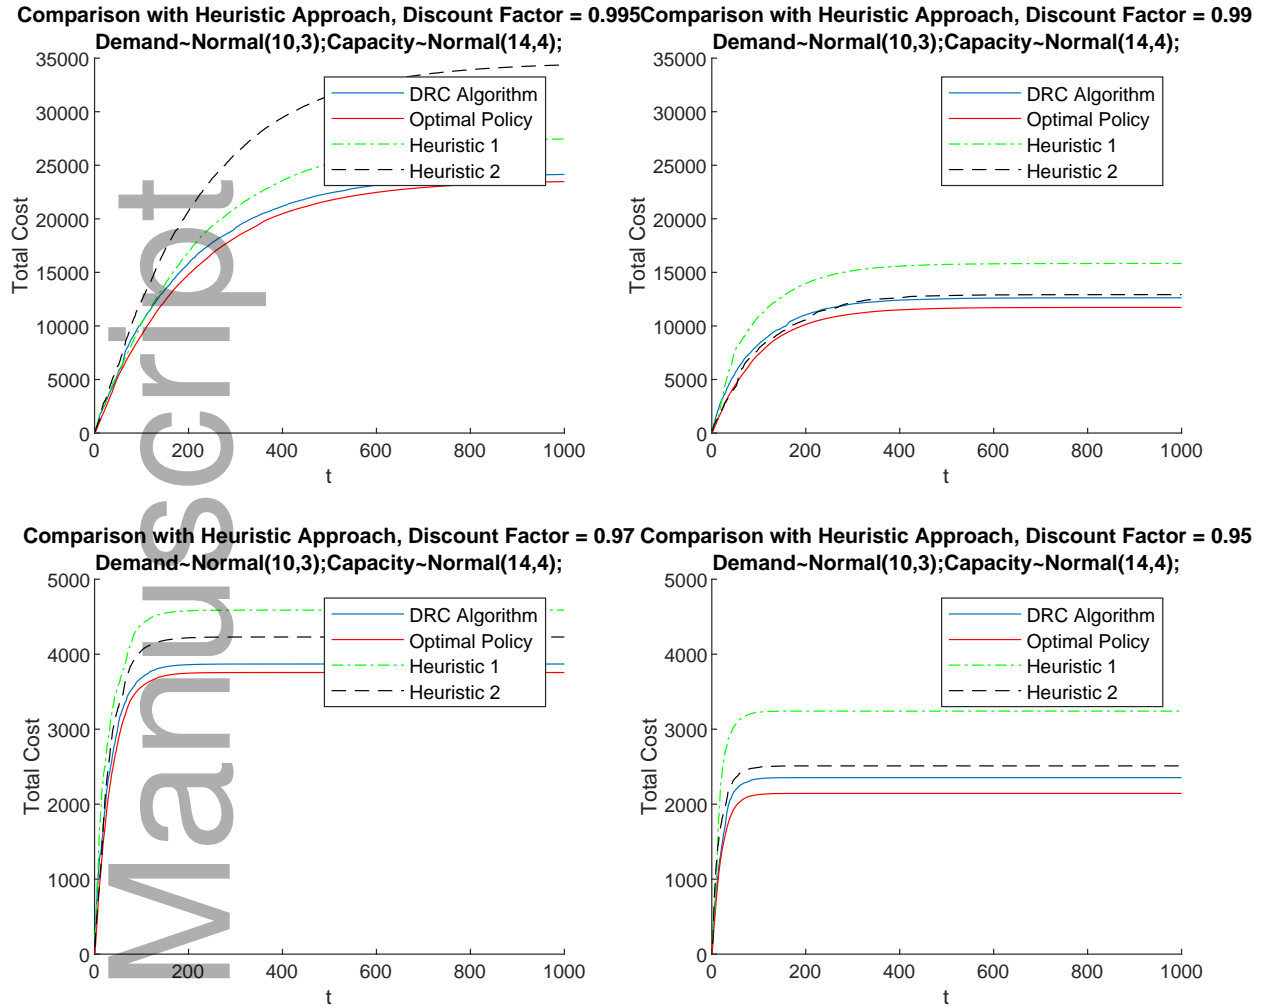 Comparison with Heuristic Approach, Discount Factor = 0.995
Demand~Normal(10,3);Capacity~Normal(14,4);
35000
30000
25000
20000
15000
10000
5000
0
Total Cost
0 200 400 600 800 1000
t
DRC Algorithm
Optimal Policy
Heuristic 1
Heuristic 2
Comparison with Heuristic Approach, Discount Factor = 0.99
Demand~Normal(10,3);Capacity~Normal(14,4);
35000
30000
25000
20000
15000
10000
5000
0
Total Cost
0 200 400 600 800 1000
t
DRC Algorithm
Optimal Policy
Heuristic 1
Heuristic 2
Comparison with Heuristic Approach, Discount Factor = 0.97
Demand~Normal(10,3);Capacity~Normal(14,4);
5000
4000
3000
2000
1000
0
Total Cost
0 200 400 600 800 1000
t
DRC Algorithm
Optimal Policy
Heuristic 1
Heuristic 2
Comparison with Heuristic Approach, Discount Factor = 0.95
Demand~Normal(10,3);Capacity~Normal(14,4);
5000
4000
3000
2000
1000
0
Total Cost
0 200 400 600 800 1000
t
DRC Algorithm
Optimal Policy
Heuristic 1
Heuristic 2
Manuscript